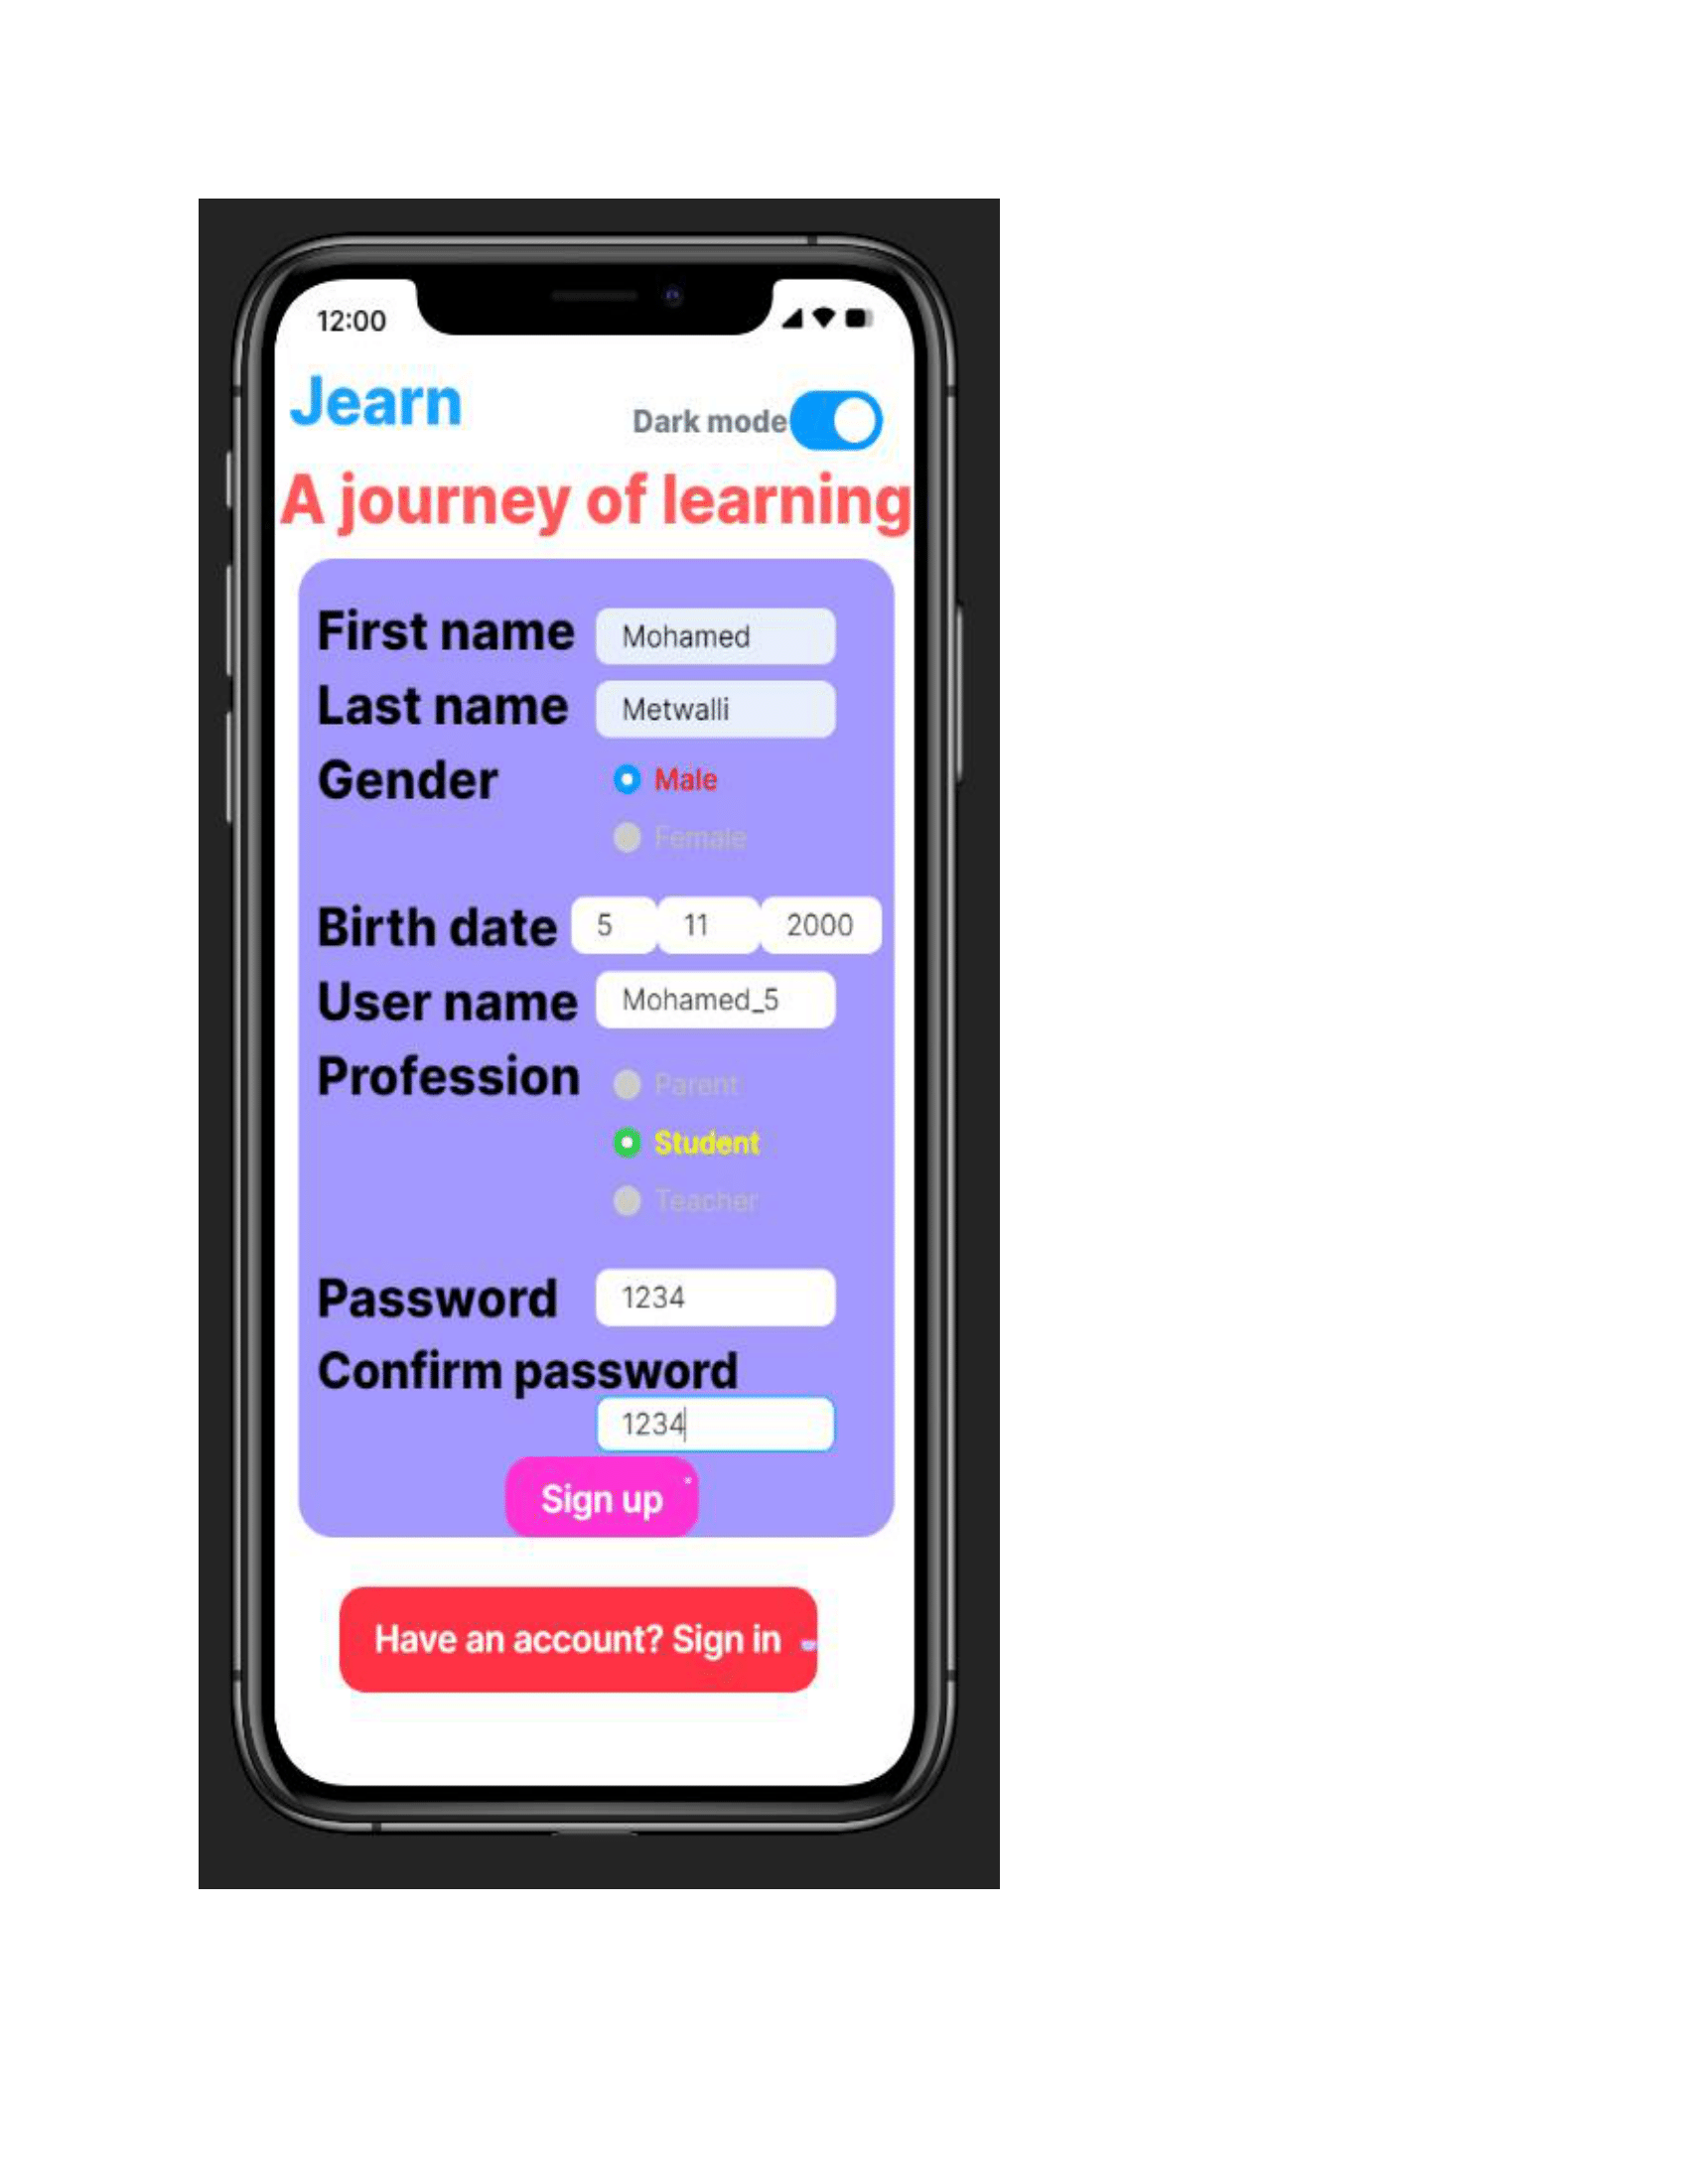 12:00
Jearn
Dark mode
A journey of learning
First name Mohamed
Last name Metwalli
Gender Male
Female
Birth date 5 11 2000
User name Mohamed_5
Profession Parent
Student
Teacher
Password 1234
Confirm password
1234
Sign up
Have an account? Sign in